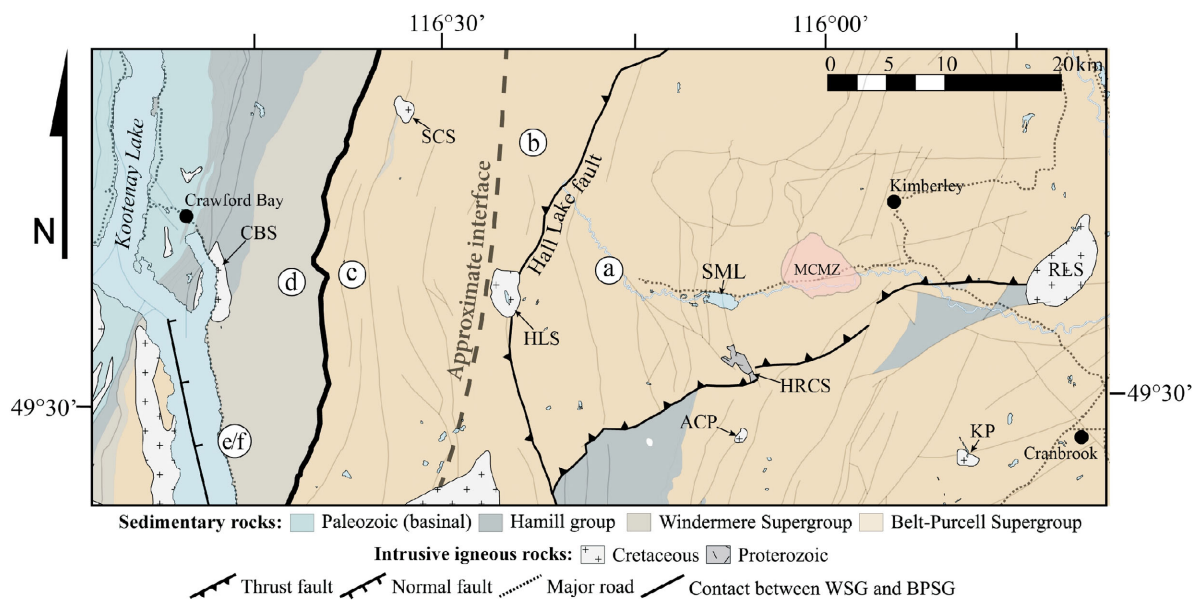 116°30’
116°00’
0 5 10 20 km
N
Kootenay Lake
Crawford Bay
CBS
SCS
b
Approximate interface
Hall Lake fault
Kimberley
d
c
a
SML
MCMZ
RLS
HLS
HRCS
49°30’
49°30’
e/f
ACP
KP
Cranbrook
Sedimentary rocks: Paleozoic (basinal) Hamill group Windermere Supergroup Belt-Purcell Supergroup
Intrusive igneous rocks: Cretaceous Proterozoic
Thrust fault Normal fault Major road Contact between WSG and BPSG